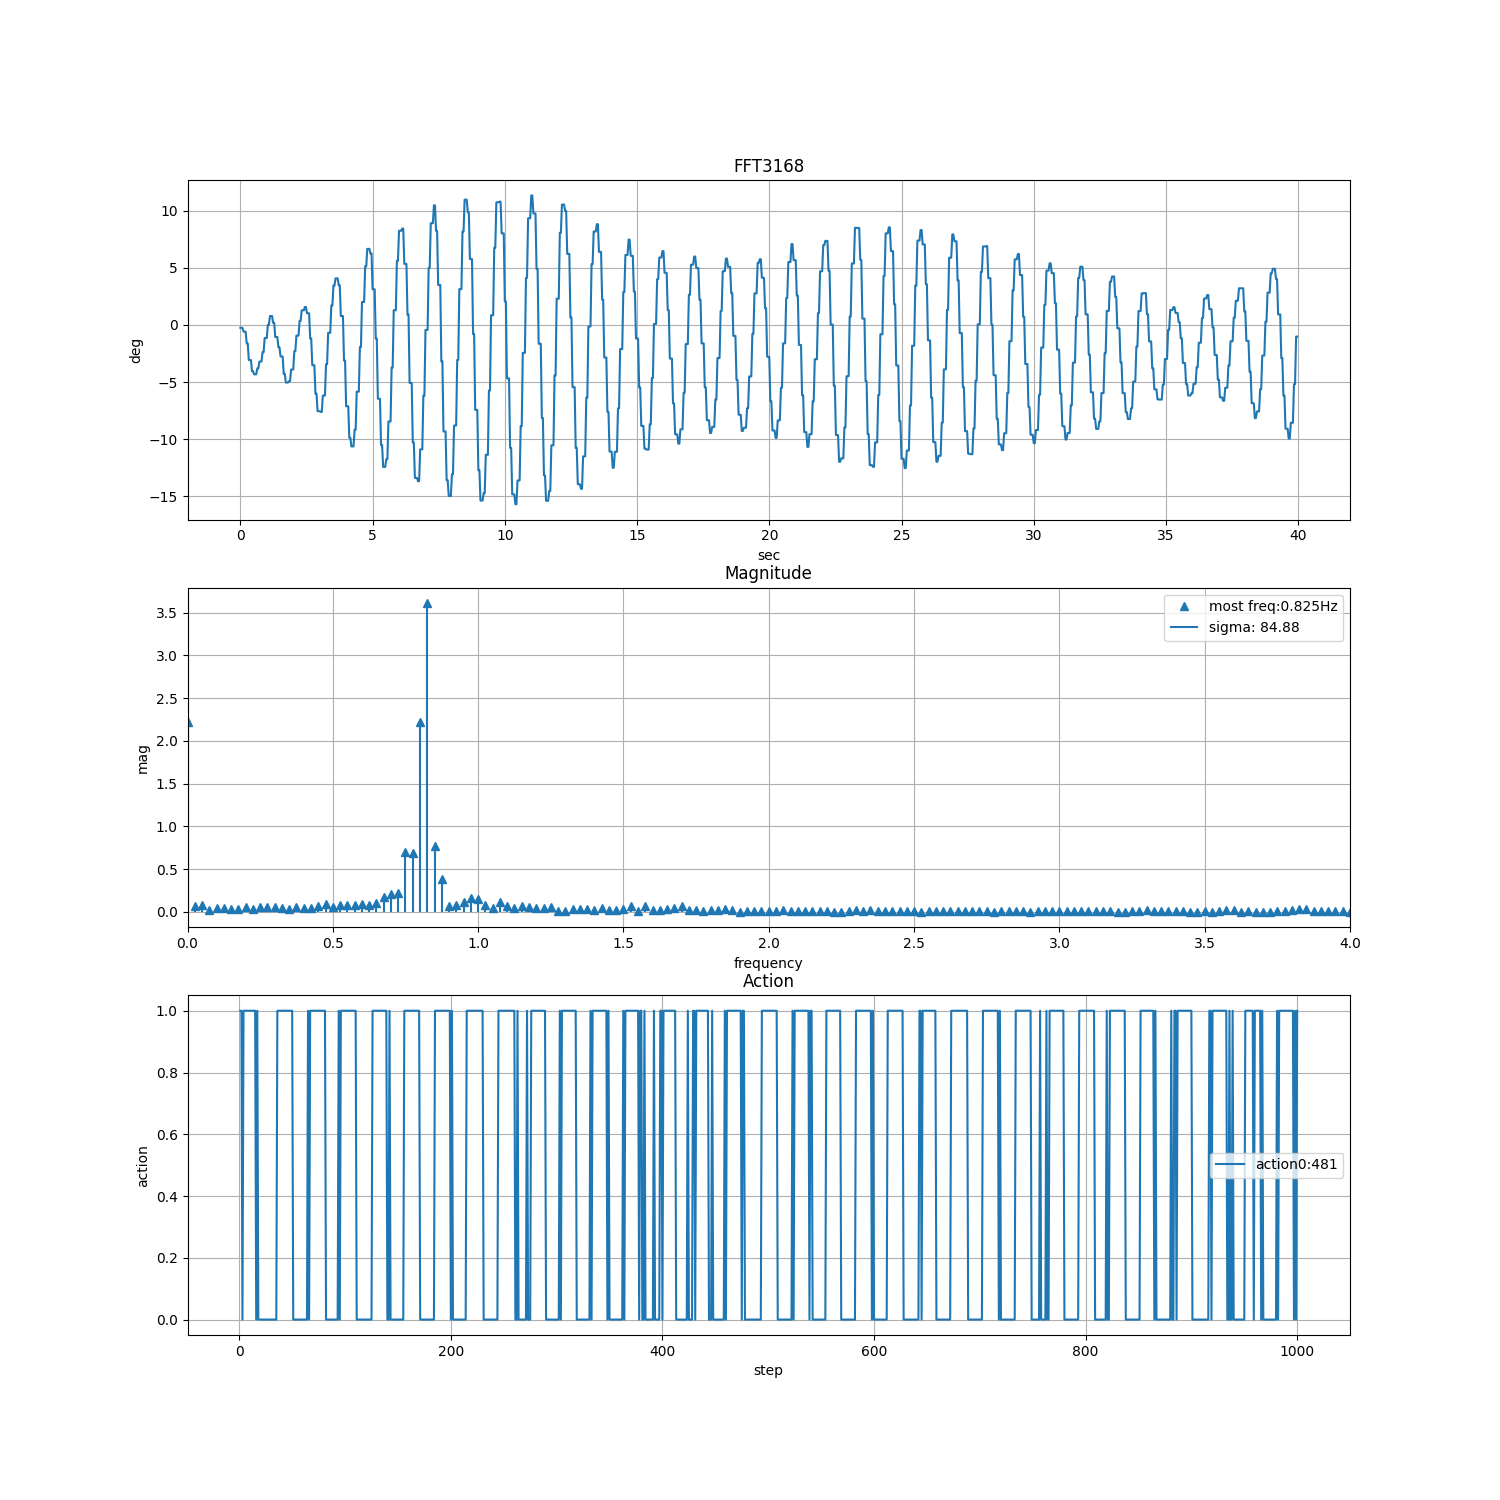 FFT3168
10
5
0
−5
−10
−15
deg
0 5 10 15 20 25 30 35 40
sec
Magnitude
most freq:0.825Hz
sigma: 84.88
3.5
3.0
2.5
2.0
1.5
1.0
0.5
0.0
mag
0.0 0.5 1.0 1.5 2.0 2.5 3.0 3.5 4.0
frequency
Action
1.0
0.8
0.6
0.4
0.2
0.0
action
action0:481
0 200 400 600 800 1000
step